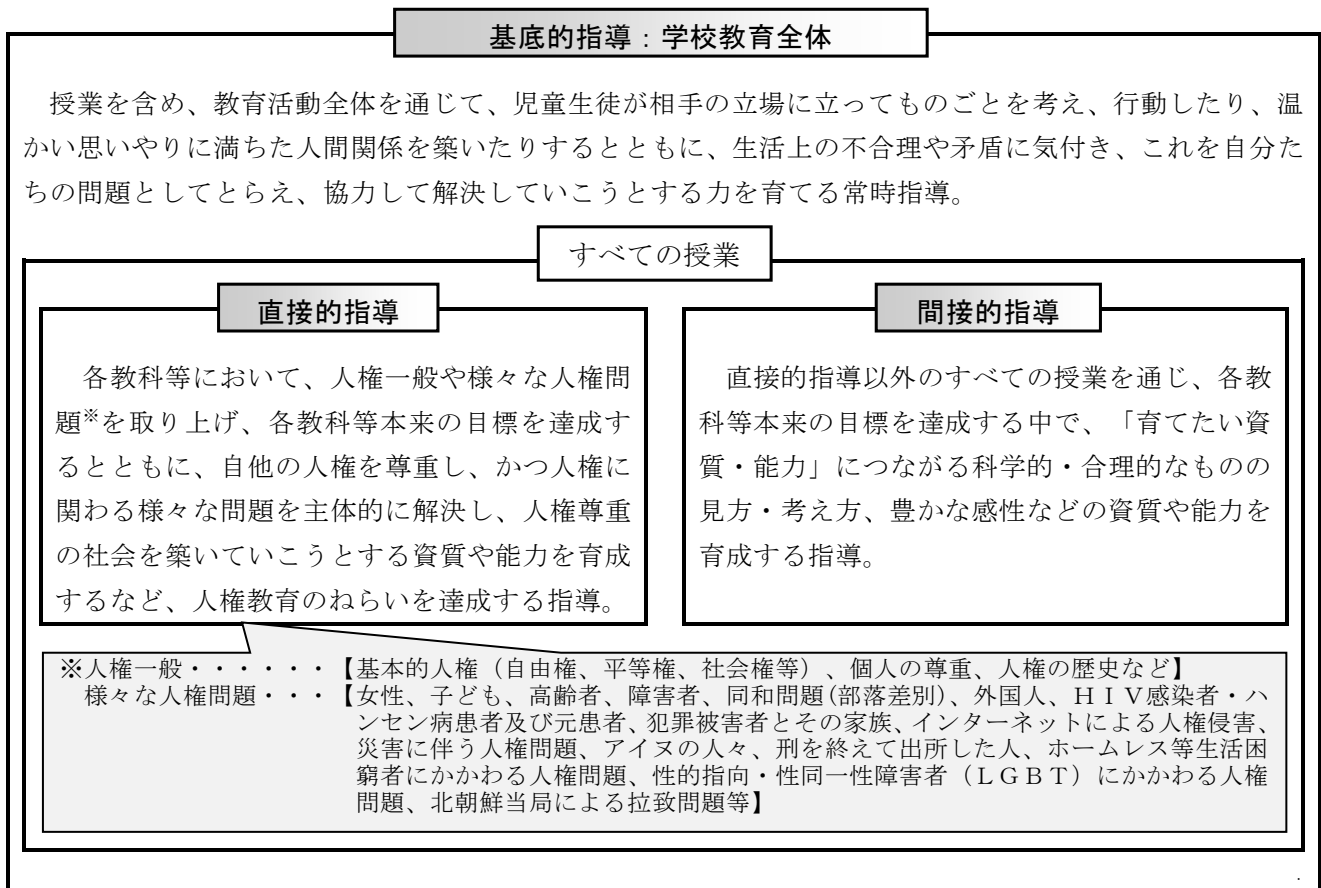 基底的指導：学校教育全体
授業を含め、教育活動全体を通じて、児童生徒が相手の立場に立ってものごとを考え、行動したり、温
かい思いやりに満ちた人間関係を築いたりするとともに、生活上の不合理や矛盾に気付き、これを自分た
ちの問題としてとらえ、協力して解決していこうとする力を育てる常時指導。
すべての授業
直接的指導
各教科等において、人権一般や様々な人権問
題※を取り上げ、各教科等本来の目標を達成す
るとともに、自他の人権を尊重し、かつ人権に
関わる様々な問題を主体的に解決し、人権尊重
の社会を築いていこうとする資質や能力を育成
するなど、人権教育のねらいを達成する指導。
間接的指導
直接的指導以外のすべての授業を通じ、各教
科等本来の目標を達成する中で、「育てたい資
質・能力」につながる科学的・合理的なものの
見方・考え方、豊かな感性などの資質や能力を
育成する指導。
※人権一般・・・・・・【基本的人権（自由権、平等権、社会権等）、個人の尊重、人権の歴史など】
様々な人権問題・・・【女性、子ども、高齢者、障害者、同和問題(部落差別)、外国人、ＨＩＶ感染者・ハ
ンセン病患者及び元患者、犯罪被害者とその家族、インターネットによる人権侵害、
災害に伴う人権問題、アイヌの人々、刑を終えて出所した人、ホームレス等生活困
窮者にかかわる人権問題、性的指向・性同一性障害者（ＬＧＢＴ）にかかわる人権
問題、北朝鮮当局による拉致問題等】